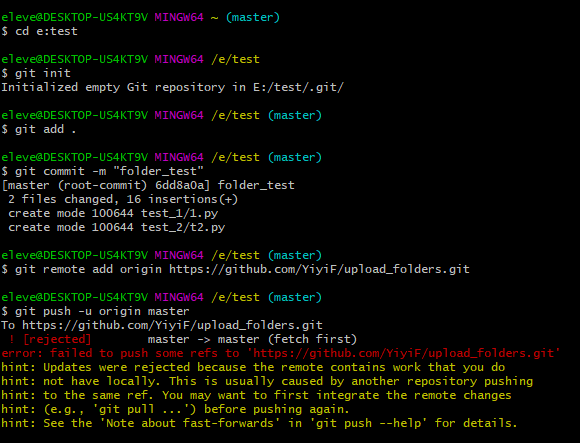 eleve@DESKTOP-US4KT9V MINGW64 ~ (master)
$ cd e:test
eleve@DESKTOP-US4KT9V MINGW64 /e/test
$ git init
Initialized empty Git repository in E:/test/.git/
eleve@DESKTOP-US4KT9V MINGW64 /e/test (master)
$ git add .
eleve@DESKTOP-US4KT9V MINGW64 /e/test (master)
$ git commit -m "folder_test"
[master (root-commit) 6dd8a0a] folder_test
2 files changed, 16 insertions(+)
create mode 100644 test_1/1.py
create mode 100644 test_2/t2.py
eleve@DESKTOP-US4KT9V MINGW64 /e/test (master)
$ git remote add origin https://github.com/YiyiF/upload_folders.git
eleve@DESKTOP-US4KT9V MINGW64 /e/test (master)
$ git push -u origin master
To https://github.com/YiyiF/upload_folders.git
! [rejected] master -> master (fetch first)
error: failed to push some refs to 'https://github.com/YiyiF/upload_folders.git'
hint: Updates were rejected because the remote contains work that you do
hint: not have locally. This is usually caused by another repository pushing
hint: to the same ref. You may want to first integrate the remote changes
hint: (e.g., 'git pull ...') before pushing again.
hint: See the 'Note about fast-forwards' in 'git push --help' for details.